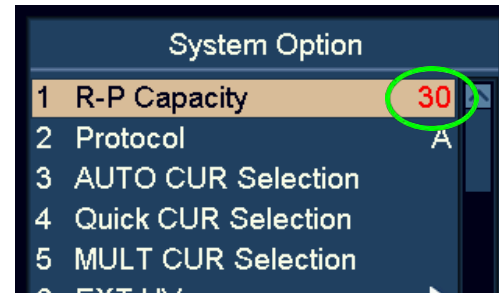 System Option
1 R-P Capacity 30
2 Protocol A
3 AUTO CUR Selection
4 Quick CUR Selection
5 MULT CUR Selection